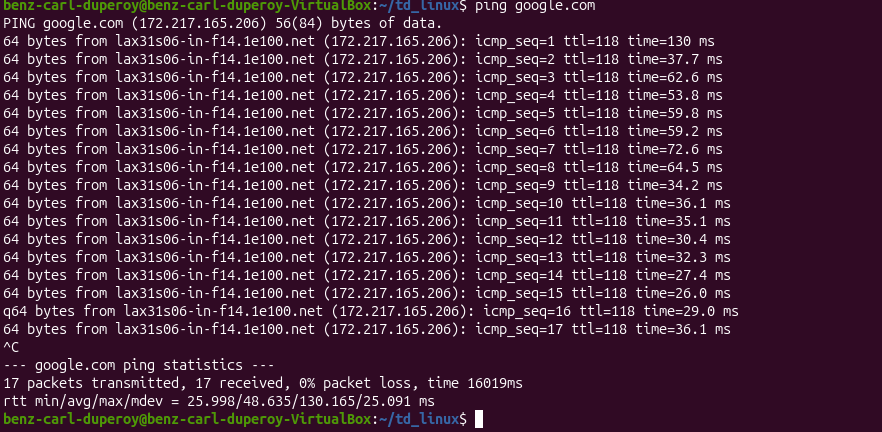 benz-carl-duperoy@benz-carl-duperoy-VirtualBox:~/td_linux$ ping google.com
PING google.com (172.217.165.206) 56(84) bytes of data.
64 bytes from lax31s06-in-f14.1e100.net (172.217.165.206): icmp_seq=1 ttl=118 time=130 ms
64 bytes from lax31s06-in-f14.1e100.net (172.217.165.206): icmp_seq=2 ttl=118 time=37.7 ms
64 bytes from lax31s06-in-f14.1e100.net (172.217.165.206): icmp_seq=3 ttl=118 time=62.6 ms
64 bytes from lax31s06-in-f14.1e100.net (172.217.165.206): icmp_seq=4 ttl=118 time=53.8 ms
64 bytes from lax31s06-in-f14.1e100.net (172.217.165.206): icmp_seq=5 ttl=118 time=59.8 ms
64 bytes from lax31s06-in-f14.1e100.net (172.217.165.206): icmp_seq=6 ttl=118 time=59.2 ms
64 bytes from lax31s06-in-f14.1e100.net (172.217.165.206): icmp_seq=7 ttl=118 time=72.6 ms
64 bytes from lax31s06-in-f14.1e100.net (172.217.165.206): icmp_seq=8 ttl=118 time=64.5 ms
64 bytes from lax31s06-in-f14.1e100.net (172.217.165.206): icmp_seq=9 ttl=118 time=34.2 ms
64 bytes from lax31s06-in-f14.1e100.net (172.217.165.206): icmp_seq=10 ttl=118 time=36.1 ms
64 bytes from lax31s06-in-f14.1e100.net (172.217.165.206): icmp_seq=11 ttl=118 time=35.1 ms
64 bytes from lax31s06-in-f14.1e100.net (172.217.165.206): icmp_seq=12 ttl=118 time=30.4 ms
64 bytes from lax31s06-in-f14.1e100.net (172.217.165.206): icmp_seq=13 ttl=118 time=32.3 ms
64 bytes from lax31s06-in-f14.1e100.net (172.217.165.206): icmp_seq=14 ttl=118 time=27.4 ms
64 bytes from lax31s06-in-f14.1e100.net (172.217.165.206): icmp_seq=15 ttl=118 time=26.0 ms
q64 bytes from lax31s06-in-f14.1e100.net (172.217.165.206): icmp_seq=16 ttl=118 time=29.0 ms
64 bytes from lax31s06-in-f14.1e100.net (172.217.165.206): icmp_seq=17 ttl=118 time=36.1 ms
^C
--- google.com ping statistics ---
17 packets transmitted, 17 received, 0% packet loss, time 16019ms
rtt min/avg/max/mdev = 25.998/48.635/130.165/25.091 ms
benz-carl-duperoy@benz-carl-duperoy-VirtualBox:~/td_linux$